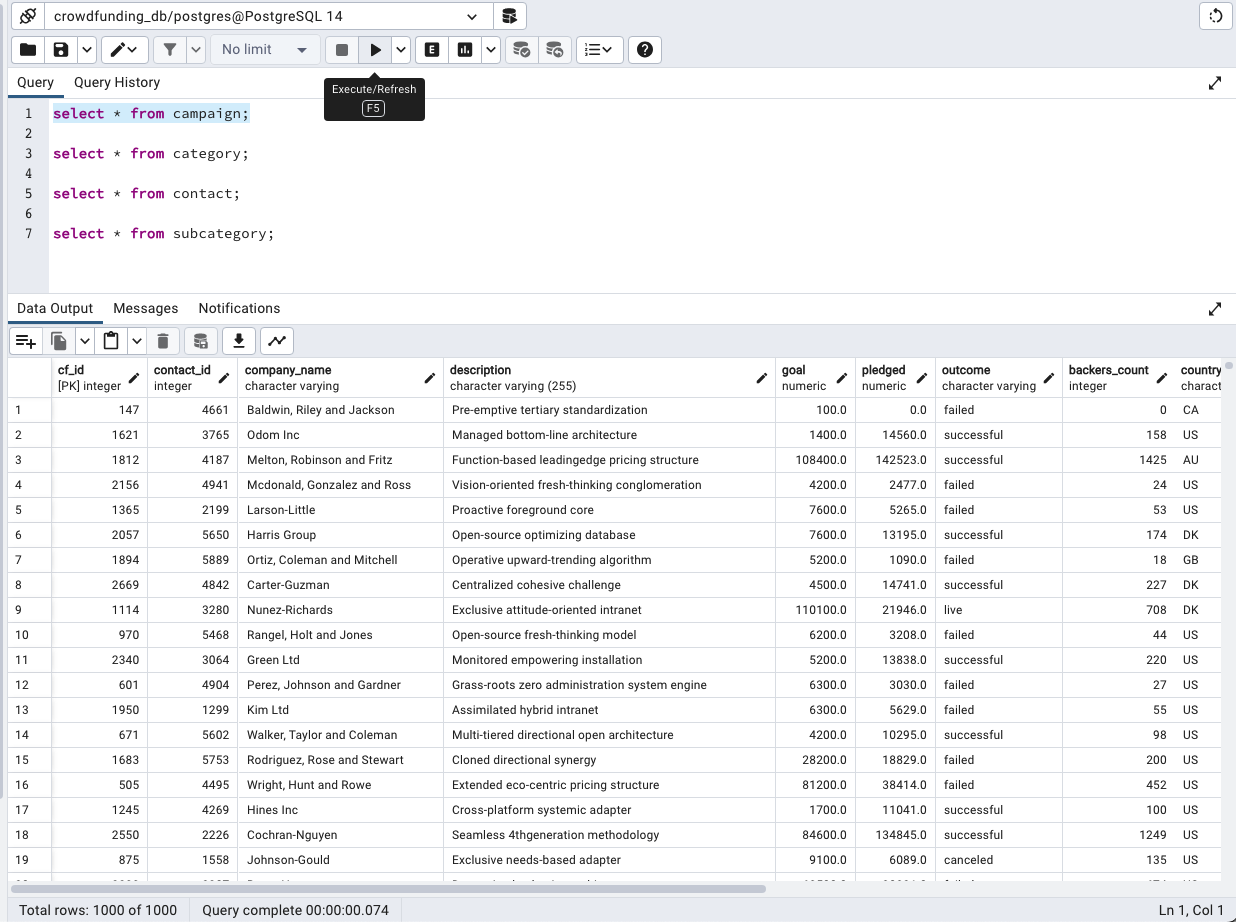 crowdfunding_db/postgres@PostgreSQL 14
No limit
E
Query Query History
Execute/Refresh
F5
1 select * from campaign;
2
3 select * from category;
4
5 select * from contact;
6
7 select * from subcategory;
Data Output Messages Notifications
cf_id contact_id company_name description goal pledged outcome backers_count country
[PK] integer integer character varying character varying (255) numeric numeric character varying integer charact
1 147 4661 Baldwin, Riley and Jackson Pre-emptive tertiary standardization 100.0 0.0 failed 0 CA
2 1621 3765 Odom Inc Managed bottom-line architecture 1400.0 14560.0 successful 158 US
3 1812 4187 Melton, Robinson and Fritz Function-based leadingedge pricing structure 108400.0 142523.0 successful 1425 AU
4 2156 4941 Mcdonald, Gonzalez and Ross Vision-oriented fresh-thinking conglomeration 4200.0 2477.0 failed 24 US
5 1365 2199 Larson-Little Proactive foreground core 7600.0 5265.0 failed 53 US
6 2057 5650 Harris Group Open-source optimizing database 7600.0 13195.0 successful 174 DK
7 1894 5889 Ortiz, Coleman and Mitchell Operative upward-trending algorithm 5200.0 1090.0 failed 18 GB
8 2669 4842 Carter-Guzman Centralized cohesive challenge 4500.0 14741.0 successful 227 DK
9 1114 3280 Nunez-Richards Exclusive attitude-oriented intranet 110100.0 21946.0 live 708 DK
10 970 5468 Rangel, Holt and Jones Open-source fresh-thinking model 6200.0 3208.0 failed 44 US
11 2340 3064 Green Ltd Monitored empowering installation 5200.0 13838.0 successful 220 US
12 601 4904 Perez, Johnson and Gardner Grass-roots zero administration system engine 6300.0 3030.0 failed 27 US
13 1950 1299 Kim Ltd Assimilated hybrid intranet 6300.0 5629.0 failed 55 US
14 671 5602 Walker, Taylor and Coleman Multi-tiered directional open architecture 4200.0 10295.0 successful 98 US
15 1683 5753 Rodriguez, Rose and Stewart Cloned directional synergy 28200.0 18829.0 failed 200 US
16 505 4495 Wright, Hunt and Rowe Extended eco-centric pricing structure 81200.0 38414.0 failed 452 US
17 1245 4269 Hines Inc Cross-platform systemic adapter 1700.0 11041.0 successful 100 US
18 2550 2226 Cochran-Nguyen Seamless 4thgeneration methodology 84600.0 134845.0 successful 1249 US
19 875 1558 Johnson-Gould Exclusive needs-based adapter 9100.0 6089.0 canceled 135 US
Total rows: 1000 of 1000 Query complete 00:00:00.074 Ln 1, Col 1